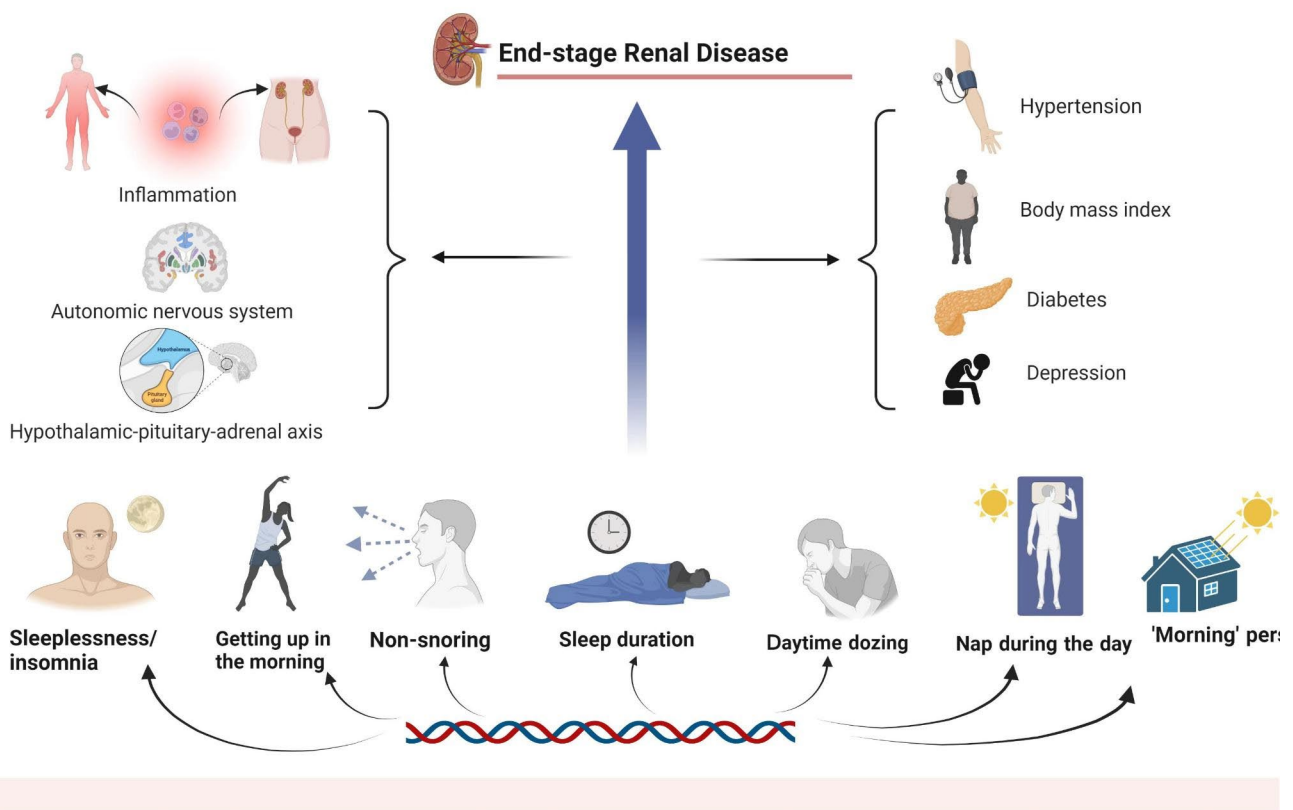 End-stage Renal Disease
Inflammation
Autonomic nervous system
Hypothalamus
Pituitary
gland
Hypothalamic-pituitary-adrenal axis
Hypertension
Body mass index
Diabetes
Depression
Sleeplessness/
insomnia
Getting up in
the morning
Non-snoring
Sleep duration
Daytime dozing
Nap during the day
'Morning'